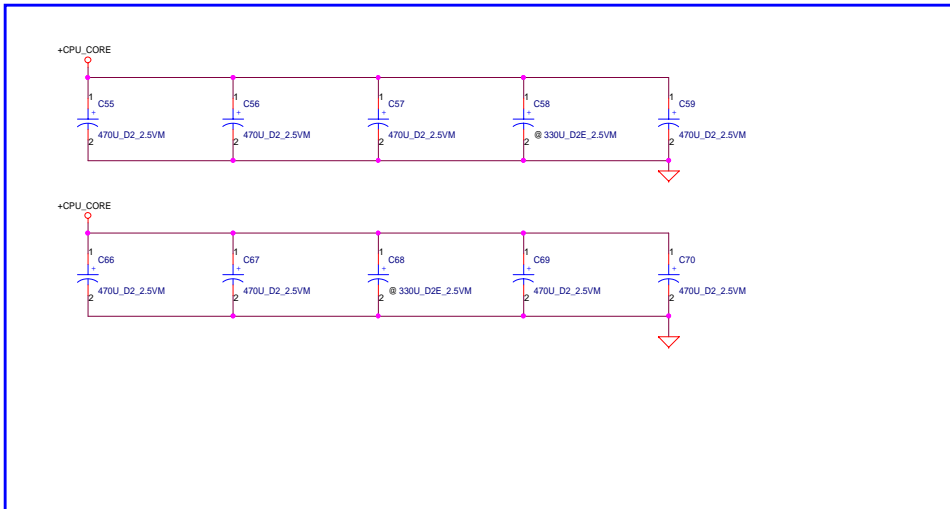 +CPU_CORE
1 1 1 1 1
C55 C56 C57 C58 C59
+ + + + +
470U_D2_2.5VM 470U_D2_2.5VM 470U_D2_2.5VM @ 330U_D2E_2.5VM 470U_D2_2.5VM
2 2 2 2 2
+CPU_CORE
1 1 1 1 1
C66 C67 C68 C69 C70
+ + + + +
470U_D2_2.5VM 470U_D2_2.5VM @ 330U_D2E_2.5VM 470U_D2_2.5VM 470U_D2_2.5VM
2 2 2 2 2